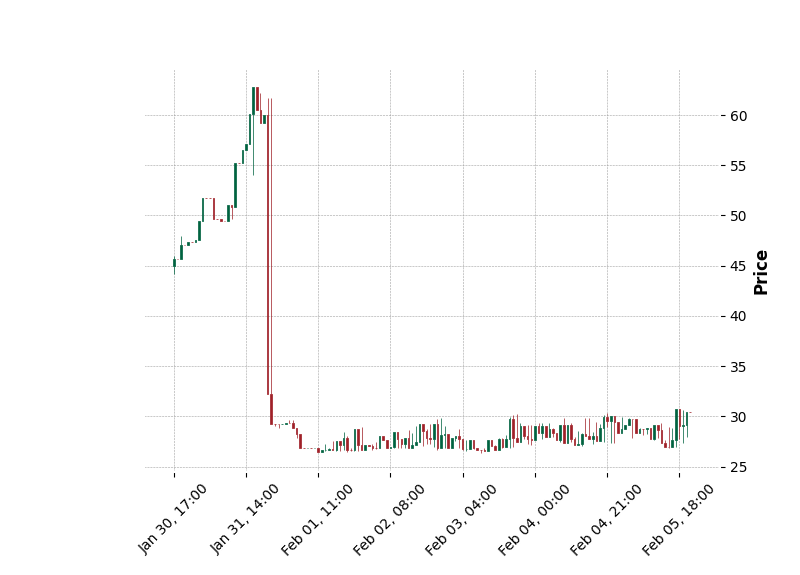 60
55
50
45
40
35
30
25
Price
Jan 30, 17:00
Jan 31, 14:00
Feb 01, 11:00
Feb 02, 08:00
Feb 03, 04:00
Feb 04, 00:00
Feb 04, 21:00
Feb 05, 18:00